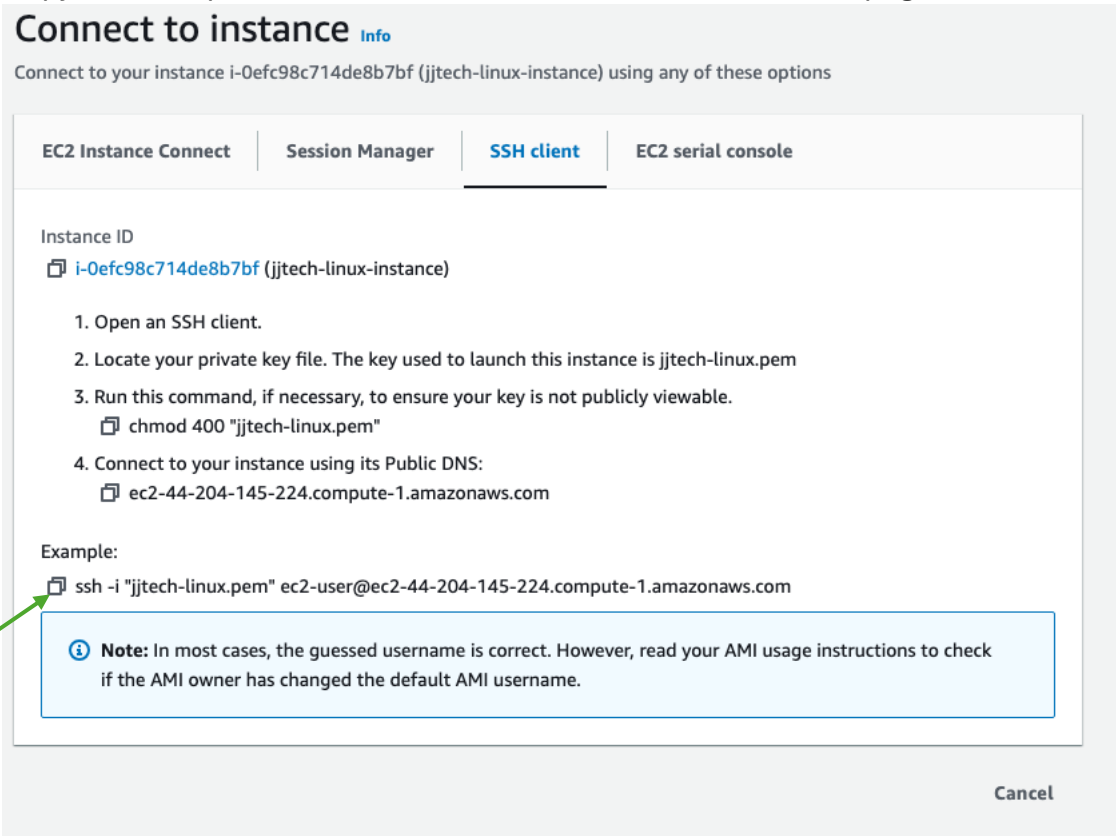 Connect to instance Info
Connect to your instance i-0efc98c714de8b7bf (jjtech-linux-instance) using any of these options
EC2 Instance Connect
Session Manager
SSH client
EC2 serial console
Instance ID
i-0efc98c714de8b7bf (jjtech-linux-instance)
1. Open an SSH client.
2. Locate your private key file. The key used to launch this instance is jjtech-linux.pem
3. Run this command, if necessary, to ensure your key is not publicly viewable.
chmod 400 "jjtech-linux.pem"
4. Connect to your instance using its Public DNS:
ec2-44-204-145-224.compute-1.amazonaws.com
Example:
ssh -i "jjtech-linux.pem" ec2-user@ec2-44-204-145-224.compute-1.amazonaws.com
Note: In most cases, the guessed username is correct. However, read your AMI usage instructions to check
if the AMI owner has changed the default AMI username.
Cancel